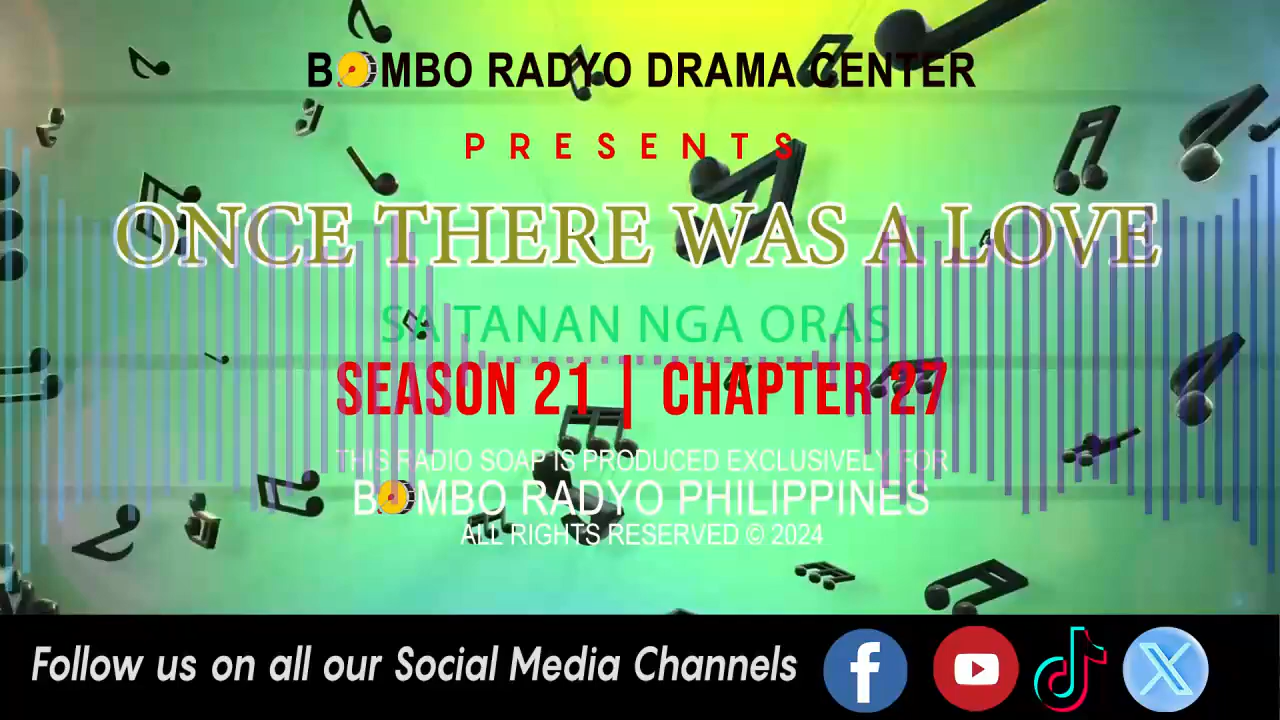 BOMBO RADYO DRAMA CENTER
PRESENTS
ONCE THERE WAS A LOVE
SA TANAN NGA ORAS
SEASON 21 | CHAPTER 27
THIS RADIO SOAP IS PRODUCED EXCLUSIVELY FOR
BOMBO RADYO PHILIPPINES
ALL RIGHTS RESERVED © 2024
Follow us on all our Social Media Channels